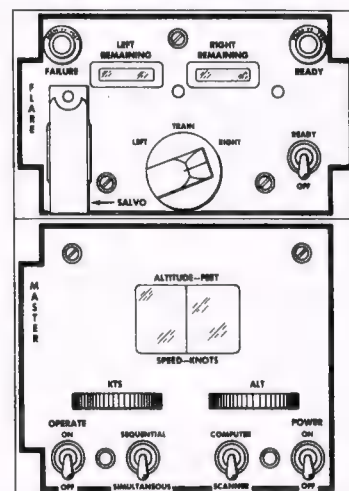 LEFT REMAINING
RIGHT REMAINING
FAILURE
READY
FLARE
TRAIN
LEFT
RIGHT
READY
OFF
SALVO
MASTER
ALTITUDE—FEET
SPEED—KNOTS
KTS
ALT
OPERATE
ON
OFF
SEQUENTIAL
SIMULTANEOUS
COMPUTER
SCANNER
POWER
ON
OFF